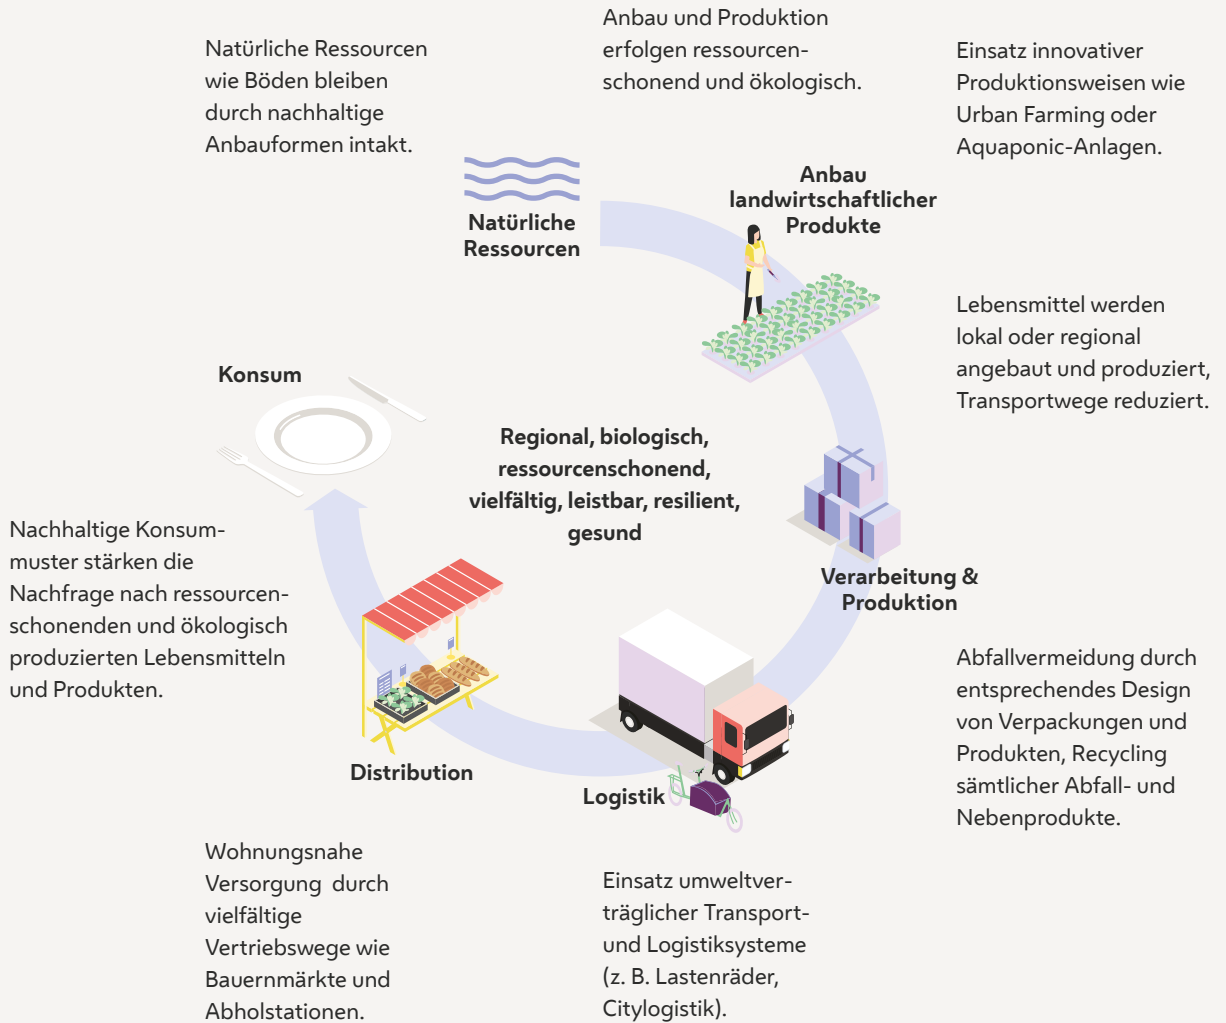 Natürliche Ressourcen
wie Böden bleiben
durch nachhaltige
Anbauformen intakt.
Anbau und Produktion
erfolgen ressourcen-
schonend und ökologisch.
Einsatz innovativer
Produktionsweisen wie
Urban Farming oder
Aquaponic-Anlagen.
Natürliche
Ressourcen
Anbau
landwirtschaftlicher
Produkte
Lebensmittel werden
lokal oder regional
angebaut und produziert,
Transportwege reduziert.
Konsum
Regional, biologisch,
ressourcenschonend,
vielfältig, leistbar, resilient,
gesund
Nachhaltige Konsum-
muster stärken die
Nachfrage nach ressourcen-
schonenden und ökologisch
produzierten Lebensmitteln
und Produkten.
Verarbeitung &
Produktion
Abfallvermeidung durch
entsprechendes Design
von Verpackungen und
Produkten, Recycling
sämtlicher Abfall- und
Nebenprodukte.
Distribution
Logistik
Wohnungsnahe
Versorgung durch
vielfältige
Vertriebswege wie
Bauernmärkte und
Abholstationen.
Einsatz umweltver-
träglicher Transport-
und Logistiksysteme
(z. B. Lastenräder,
Citylogistik).